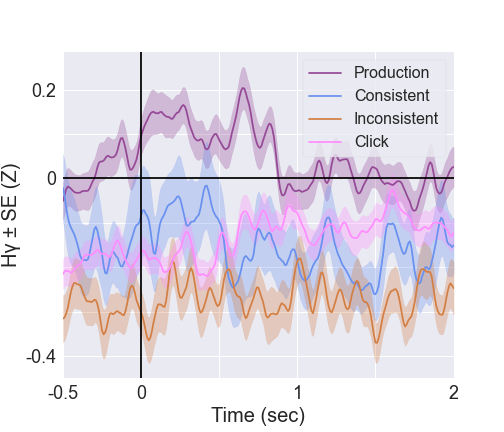 Production
Consistent
Inconsistent
Click
Hγ ± SE (Z)
0.2
0
-0.4
-0.5 0 1 2
Time (sec)